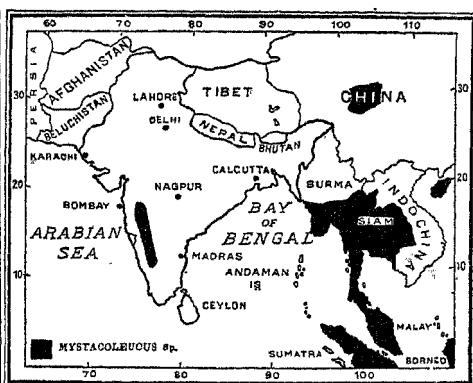 60 70 80 90 100 110
PERSIA
AFGHANISTAN
BELUCHISTAN
LAHORE
DELHI
TIBET
CHINA
NEPAL
BHUTAN
KARACHI
30
30
CALCUTTA
BURMA
INDOCHINA
20
20
NAGPUR
BOMBAY
BAY
OF
BENGAL
SIAM
ARABIAN
SEA
MADRAS
ANDAMAN
IS
10
10
CEYLON
MALAY
MYSTACOLEUCUS sp.
SUMATRA
BORNEO
70 80 90 100